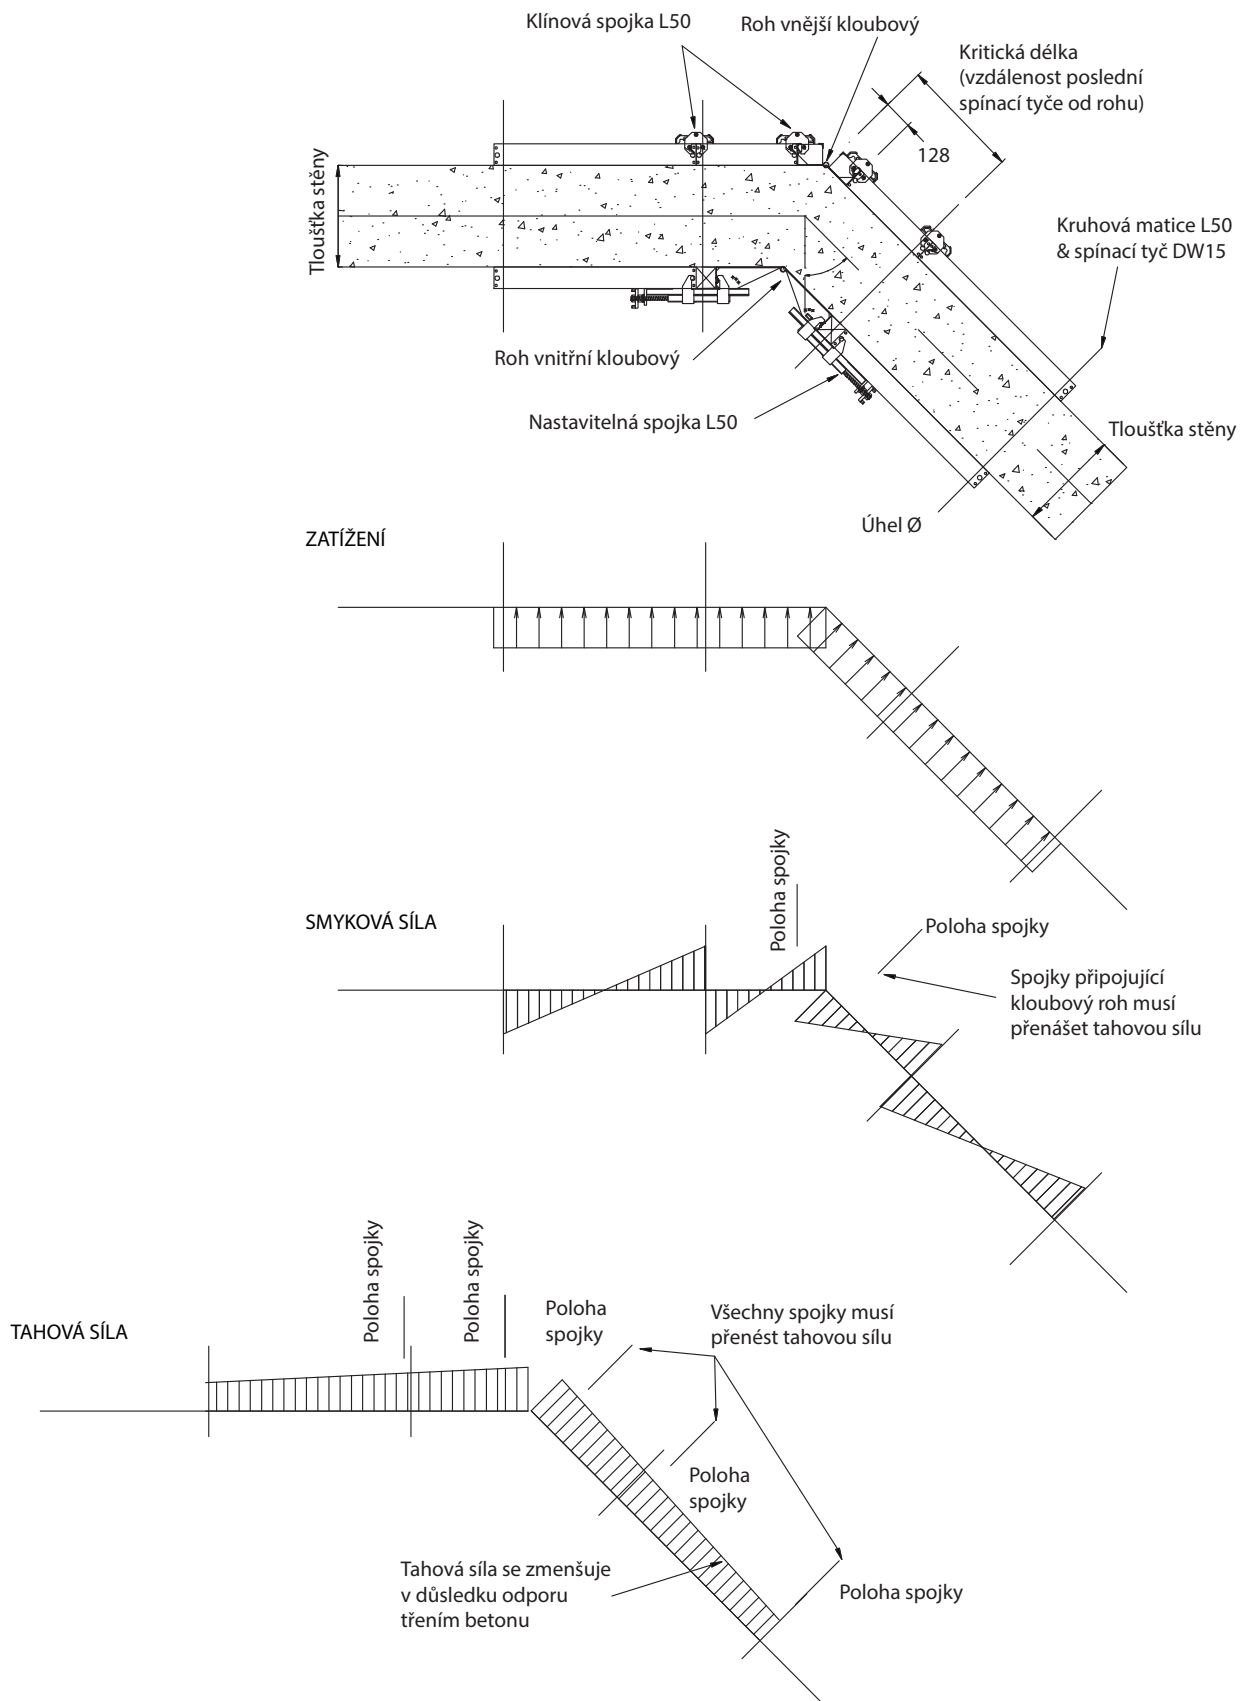 Klínová spojka L50
Roh vnější kloubový
Kritická délka
(vzdálenost poslední
spínací tyče od rohu)
128
Tloušťka stěny
Kruhová matice L50
& spínací tyč DW15
Roh vnitřní kloubový
Nastavitelná spojka L50
Tloušťka stěny
Úhel Ø
ZATÍŽENÍ
SMYKOVÁ SÍLA
Poloha spojky
Poloha spojky
Spojky připojující
kloubový roh musí
přenášet tahovou sílu
TAHOVÁ SÍLA
Poloha spojky
Poloha spojky
Poloha
spojky
Všechny spojky musí
přenést tahovou sílu
Poloha
spojky
Tahová síla se zmenšuje
v důsledku odporu
třením betonu
Poloha spojky